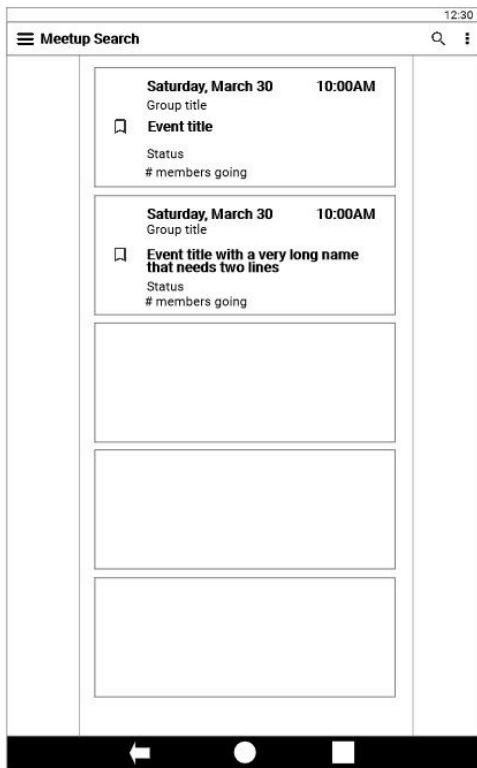 12:30
Meetup Search
Saturday, March 30 10:00AM
Group title
Event title
Status
# members going
Saturday, March 30 10:00AM
Group title
Event title with a very long name
that needs two lines
Status
# members going